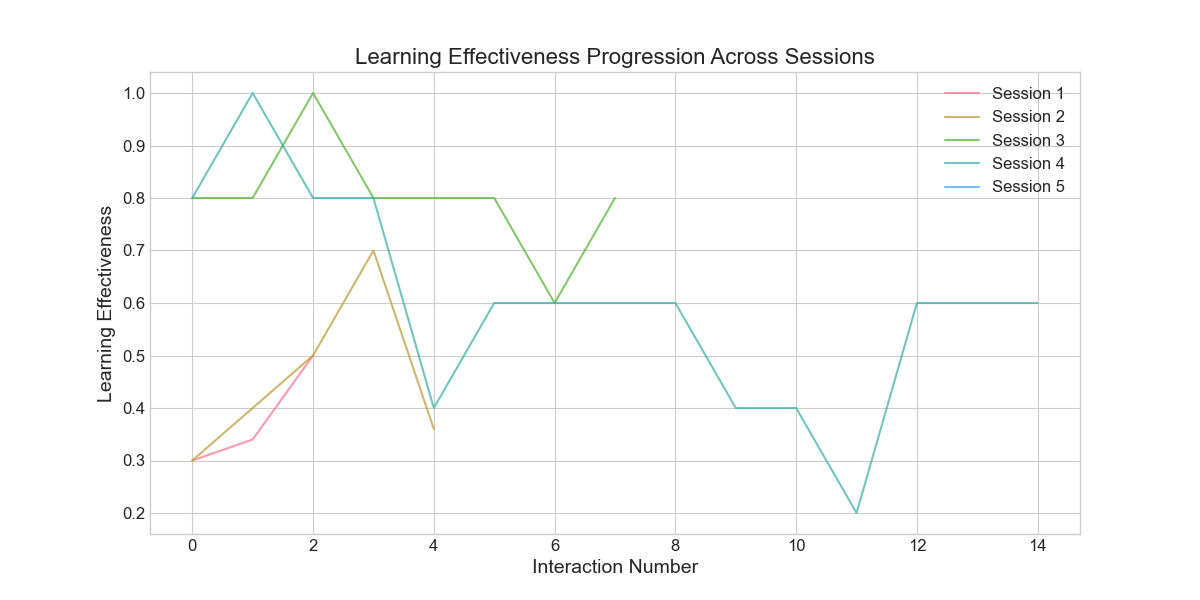 Learning Effectiveness Progression Across Sessions
1.0
0.9
0.8
0.7
0.6
0.5
0.4
0.3
0.2
Learning Effectiveness
Session 1
Session 2
Session 3
Session 4
Session 5
0 2 4 6 8 10 12 14
Interaction Number